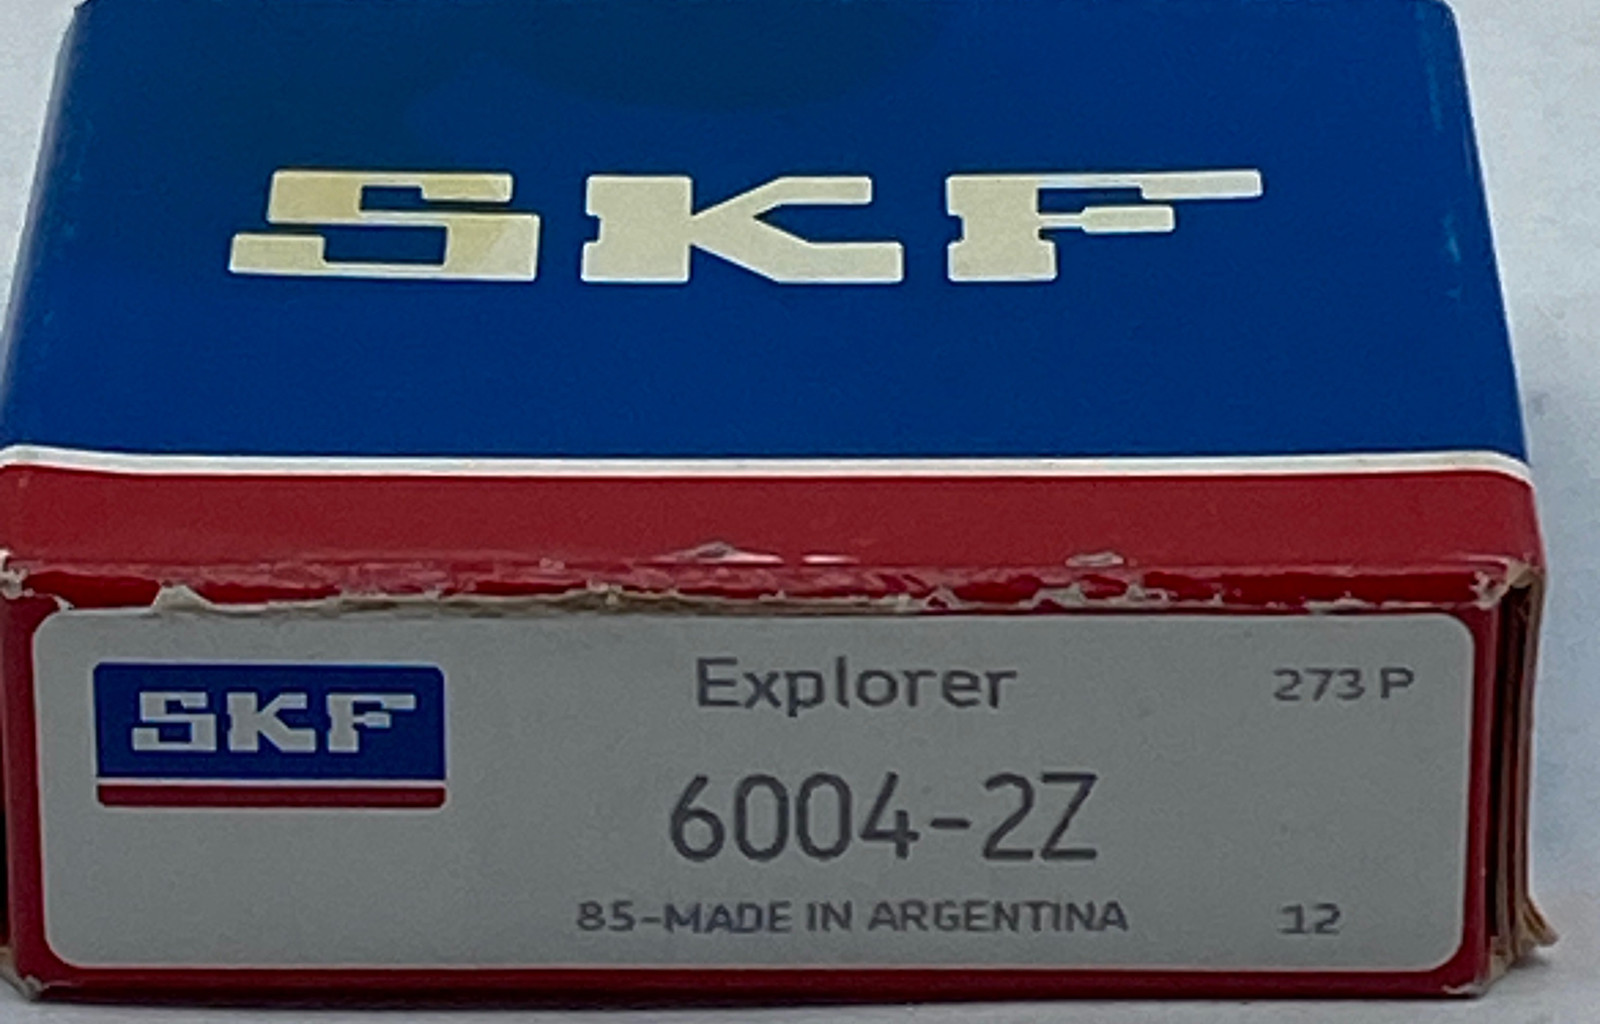 SKF
SKF
Explorer
273 P
6004-2Z
85-MADE IN ARGENTINA
12